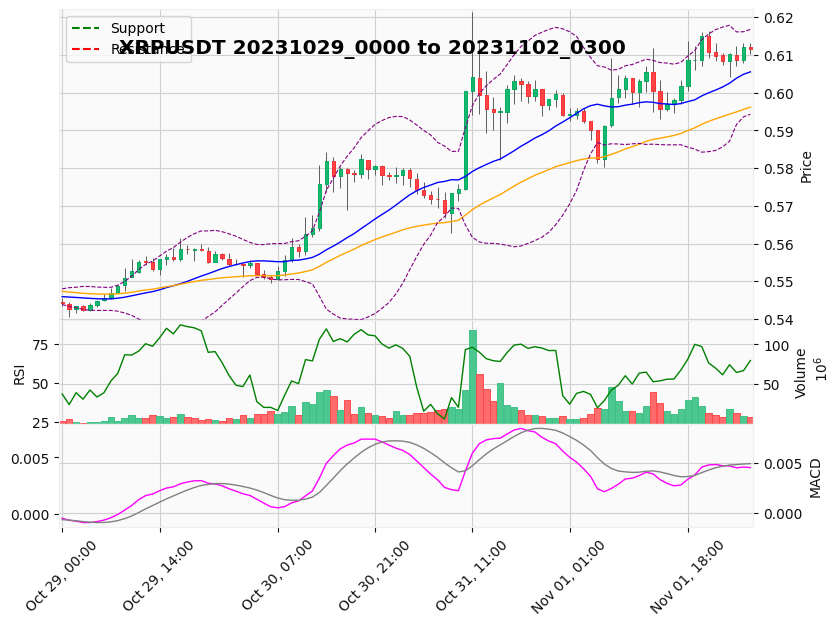 XRPUSDT 20231029_0000 to 20231102_0300
Support
Resistance
0.62
0.61
0.60
0.59
0.58
0.57
0.56
0.55
0.54
Price
75
50
25
RSI
100
50
Volume
10^6
0.005
0.000
0.005
0.000
MACD
Oct 29, 00:00
Oct 29, 14:00
Oct 30, 07:00
Oct 30, 21:00
Oct 31, 11:00
Nov 01, 01:00
Nov 01, 18:00